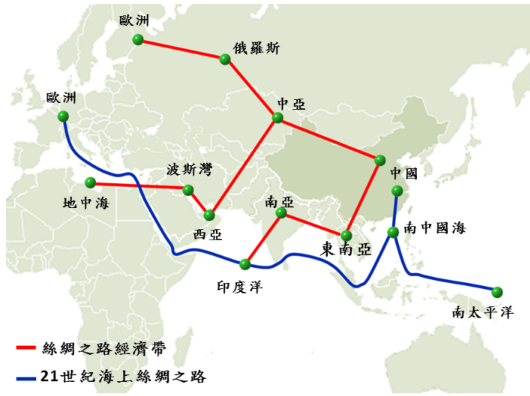 歐洲
俄羅斯
歐洲
中亞
波斯灣
中國
地中海
南亞
西亞
東南亞
南中國海
印度洋
南太平洋
絲綢之路經濟帶
21世紀海上絲綢之路